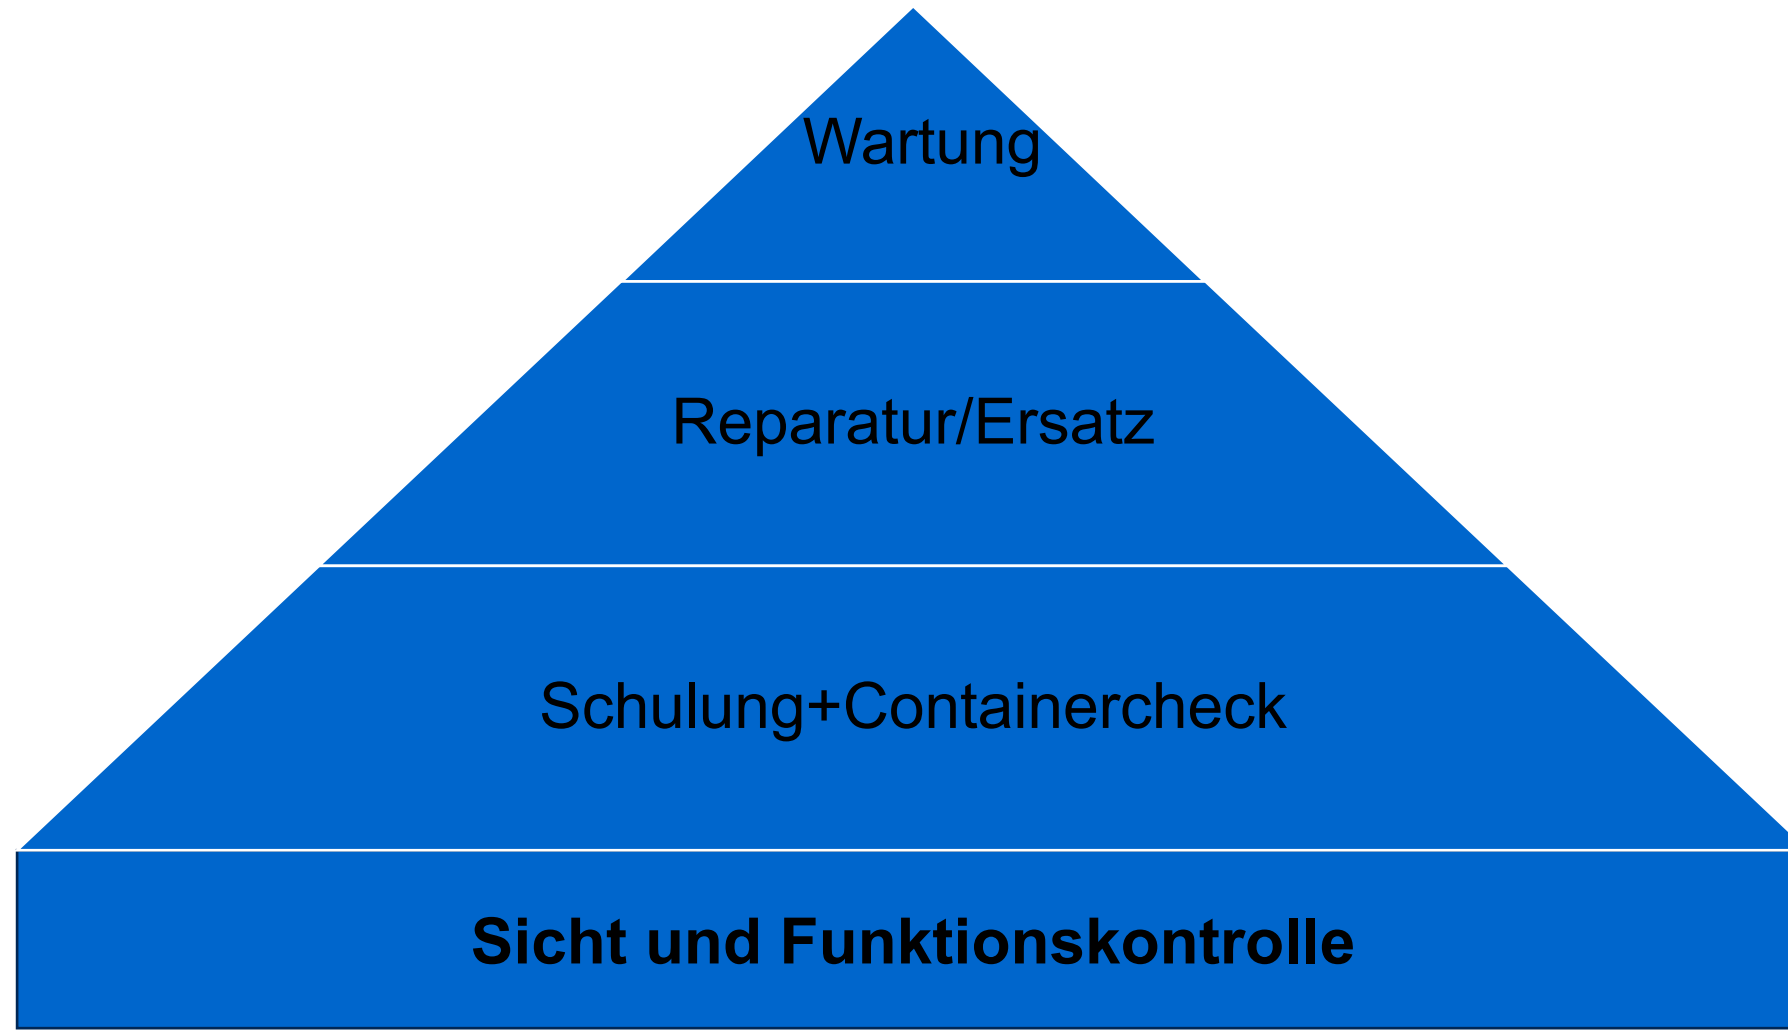 Wartung
Reparatur/Ersatz
Schulung+Containercheck
Sicht und Funktionskontrolle